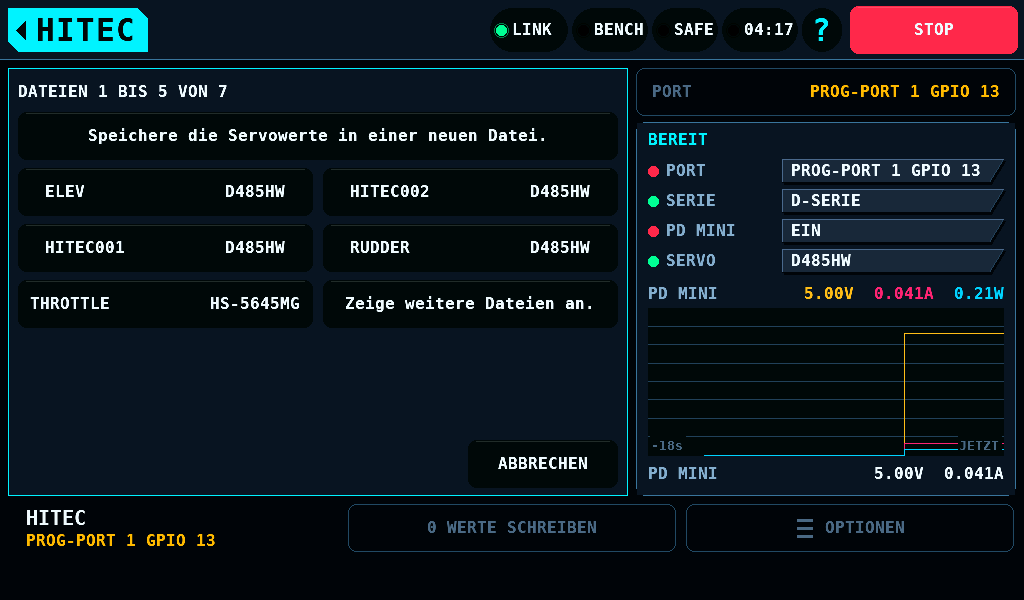 HITEC
LINK
BENCH
SAFE
04:17
?
STOP
DATEIEN 1 BIS 5 VON 7
Speichere die Servowerte in einer neuen Datei.
ELEV D485HW
HITEC002 D485HW
HITEC001 D485HW
RUDDER D485HW
THROTTLE HS-5645MG
Zeige weitere Dateien an.
ABBRECHEN
PORT PROG-PORT 1 GPIO 13
BEREIT
PORT PROG-PORT 1 GPIO 13
SERIE D-SERIE
PD MINI EIN
SERVO D485HW
PD MINI 5.00V 0.041A 0.21W
-18s JETZT
PD MINI 5.00V 0.041A
HITEC
PROG-PORT 1 GPIO 13
0 WERTE SCHREIBEN
OPTIONEN